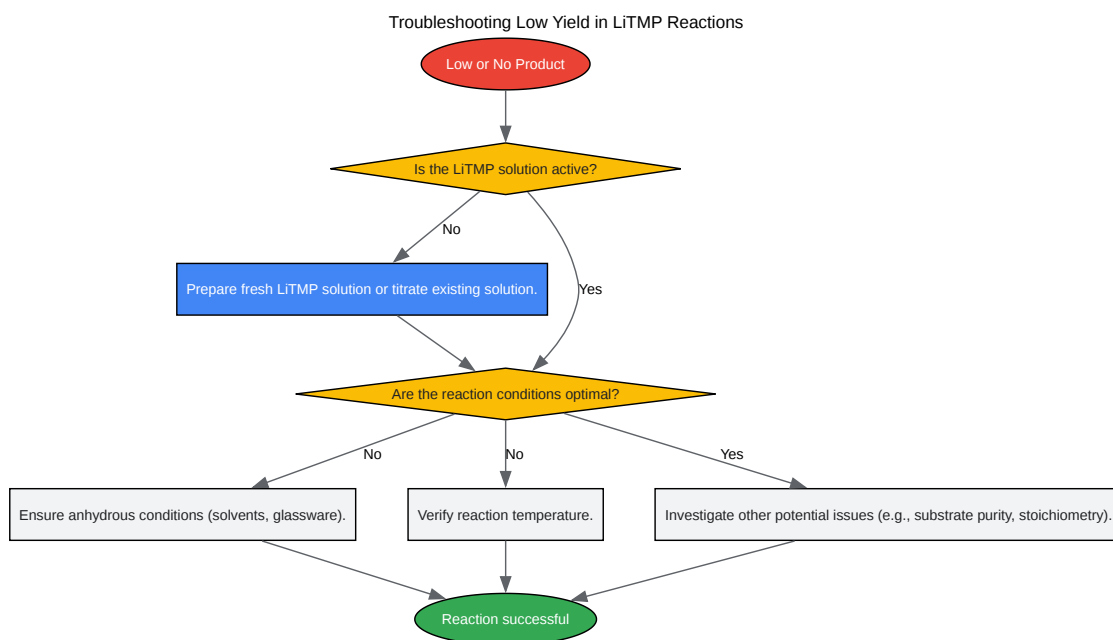 Troubleshooting Low Yield in LiTMP Reactions
Low or No Product
Is the LiTMP solution active?
No
Prepare fresh LiTMP solution or titrate existing solution.
Yes
Are the reaction conditions optimal?
No
No
Yes
Ensure anhydrous conditions (solvents, glassware).
Verify reaction temperature.
Investigate other potential issues (e.g., substrate purity, stoichiometry).
Reaction successful